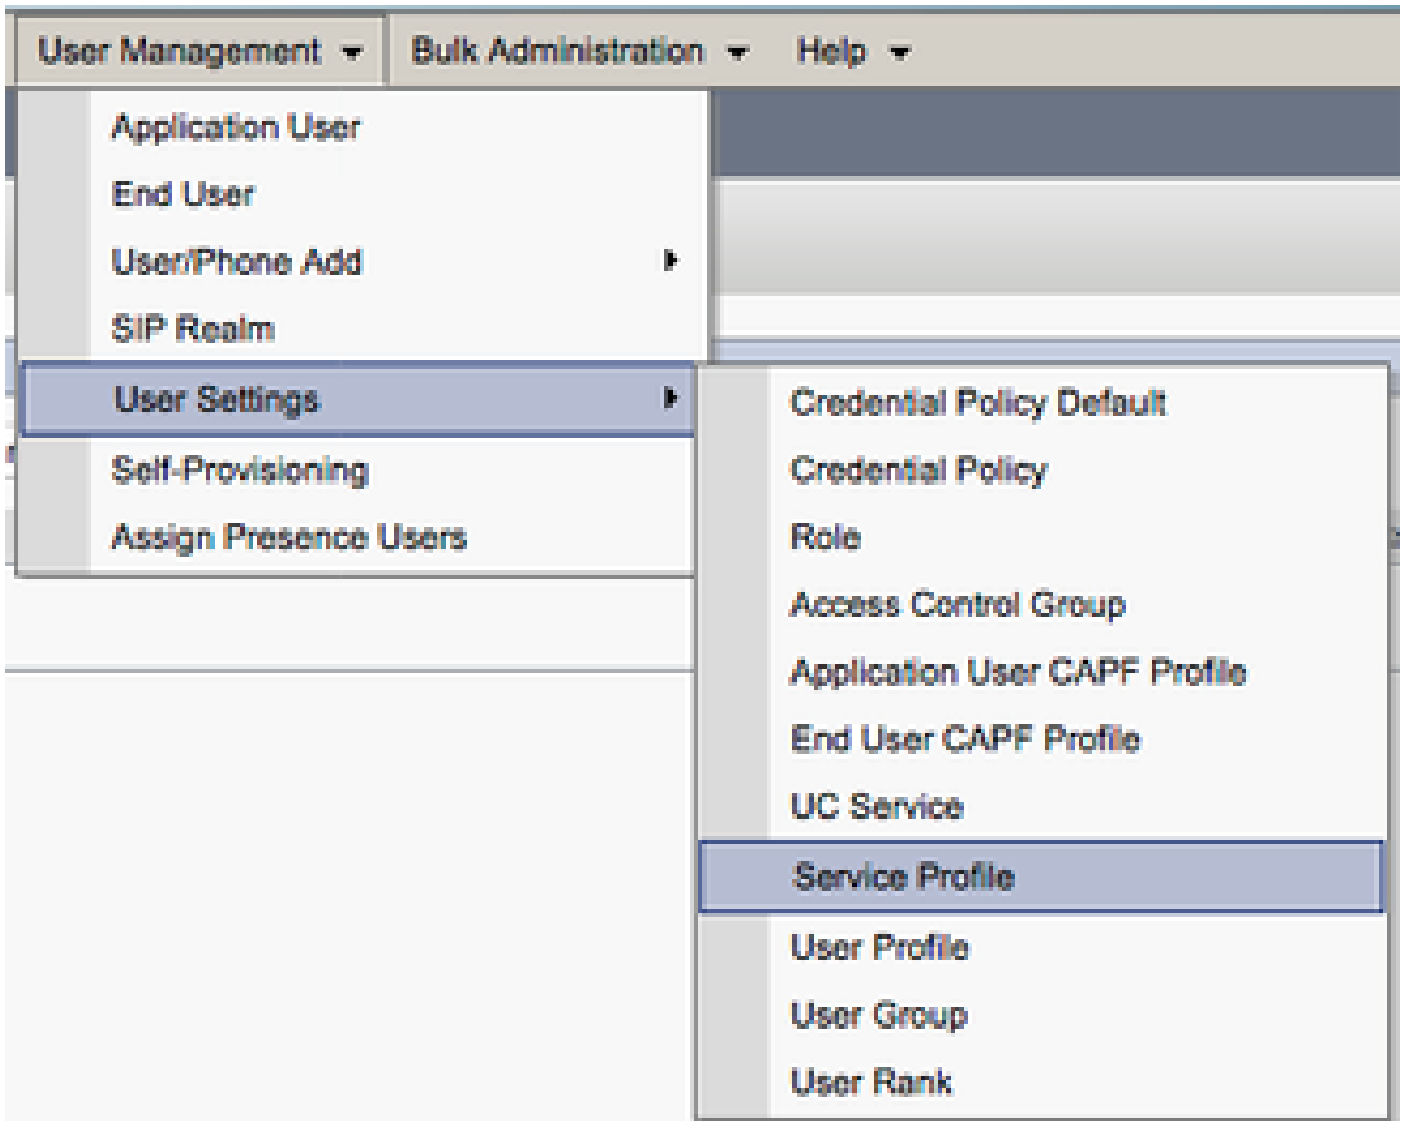 User Management Bulk Administration Help
Application User
End User
User/Phone Add
SIP Realm
User Settings
Self-Provisioning
Assign Presence Users
Credential Policy Default
Credential Policy
Role
Access Control Group
Application User CAPF Profile
End User CAPF Profile
UC Service
Service Profile
User Profile
User Group
User Rank